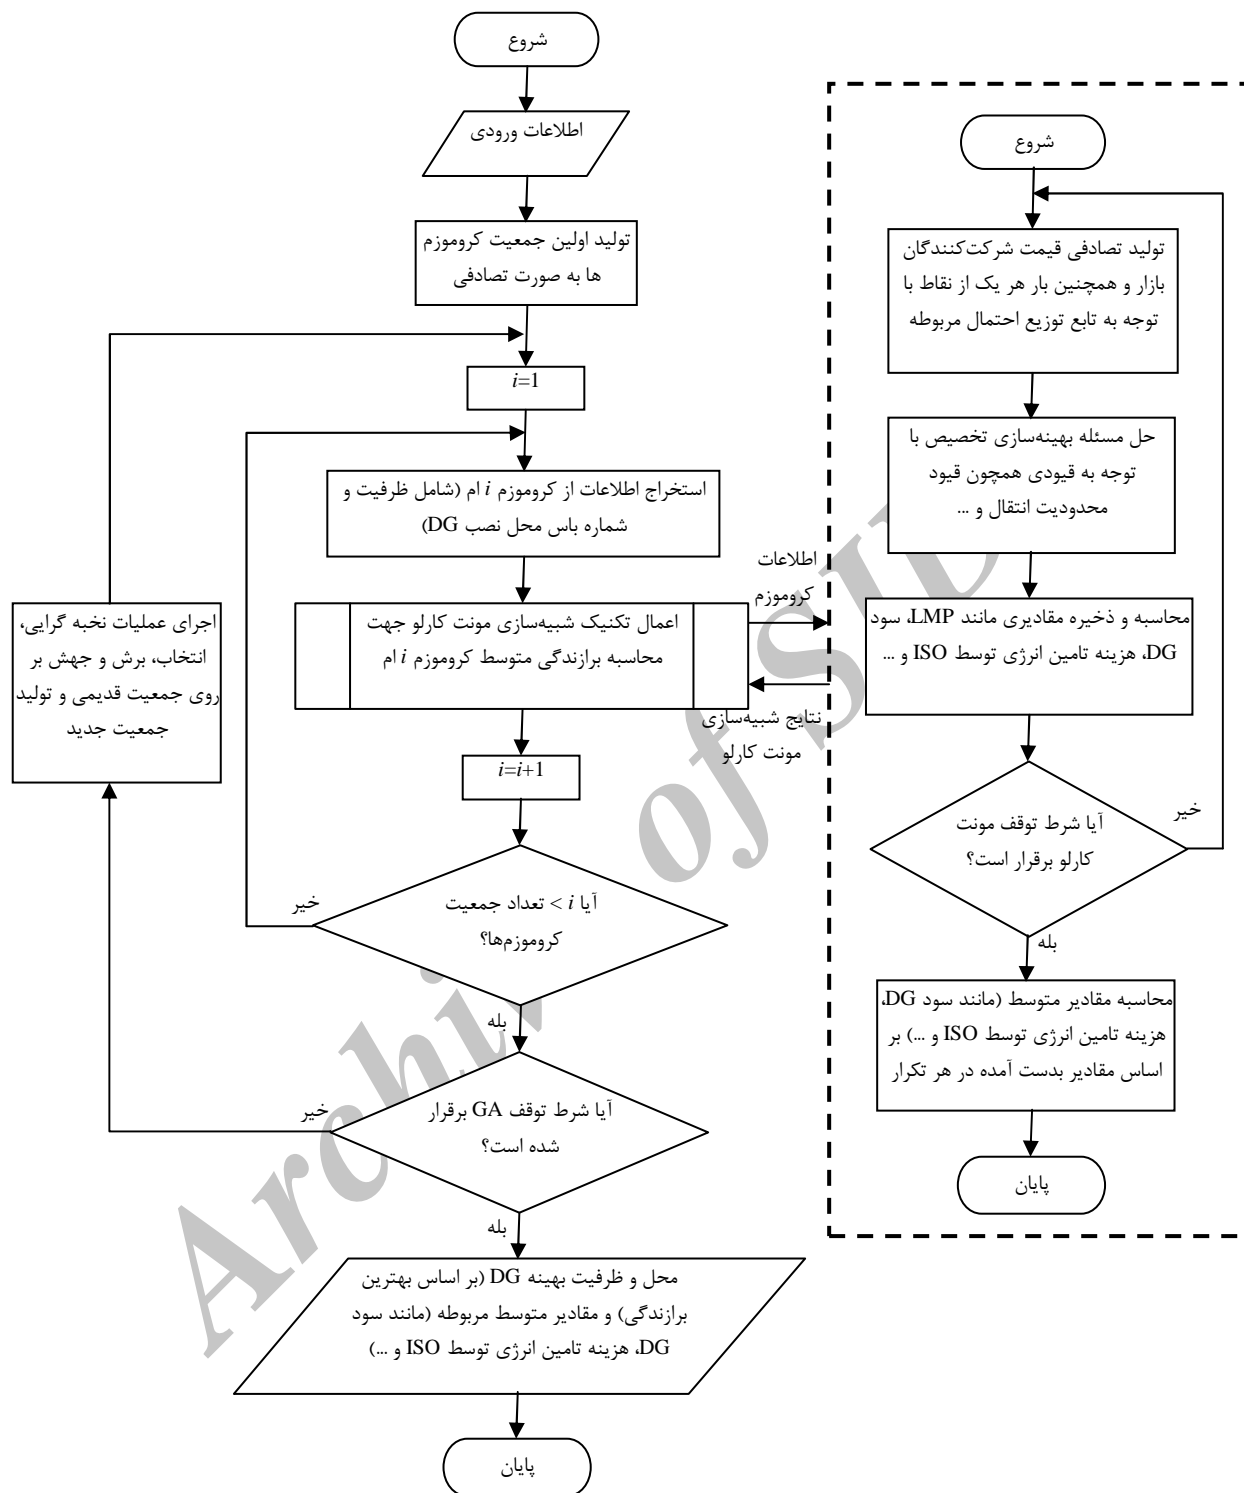 شروع
اطلاعات ورودی
تولید اولین جمعیت کروموزم
ها به صورت تصادفی
i=1
استخراج اطلاعات از کروموزم i ام (شامل ظرفیت و
شماره باس محل نصب DG)
اعمال تکنیک شبیه‌سازی مونت کارلو جهت
محاسبه برازندگی متوسط کروموزم i ام
i=i+1
آیا i > تعداد جمعیت
کروموزم‌ها؟
خیر
بله
آیا شرط توقف GA برقرار
شده است؟
خیر
بله
اجرای عملیات نخبه گرایی،
انتخاب، برش و جهش بر
روی جمعیت قدیمی و تولید
جمعیت جدید
محل و ظرفیت بهینه DG (بر اساس بهترین
برازندگی) و مقادیر متوسط مربوطه (مانند سود
DG، هزینه تامین انرژی توسط ISO و ...)
پایان
اطلاعات
کروموزم
نتایج شبیه‌سازی
مونت کارلو
شروع
تولید تصادفی قیمت شرکت‌کنندگان
بازار و همچنین بار هر یک از نقاط با
توجه به تابع توزیع احتمال مربوطه
حل مسئله بهینه‌سازی تخصیص با
توجه به قیودی همچون قیود
محدودیت انتقال و ...
محاسبه و ذخیره مقادیری مانند LMP، سود
DG، هزینه تامین انرژی توسط ISO و ...
آیا شرط توقف مونت
کارلو برقرار است؟
خیر
بله
محاسبه مقادیر متوسط (مانند سود DG،
هزینه تامین انرژی توسط ISO و ...) بر
اساس مقادیر بدست آمده در هر تکرار
پایان
Archive of SID